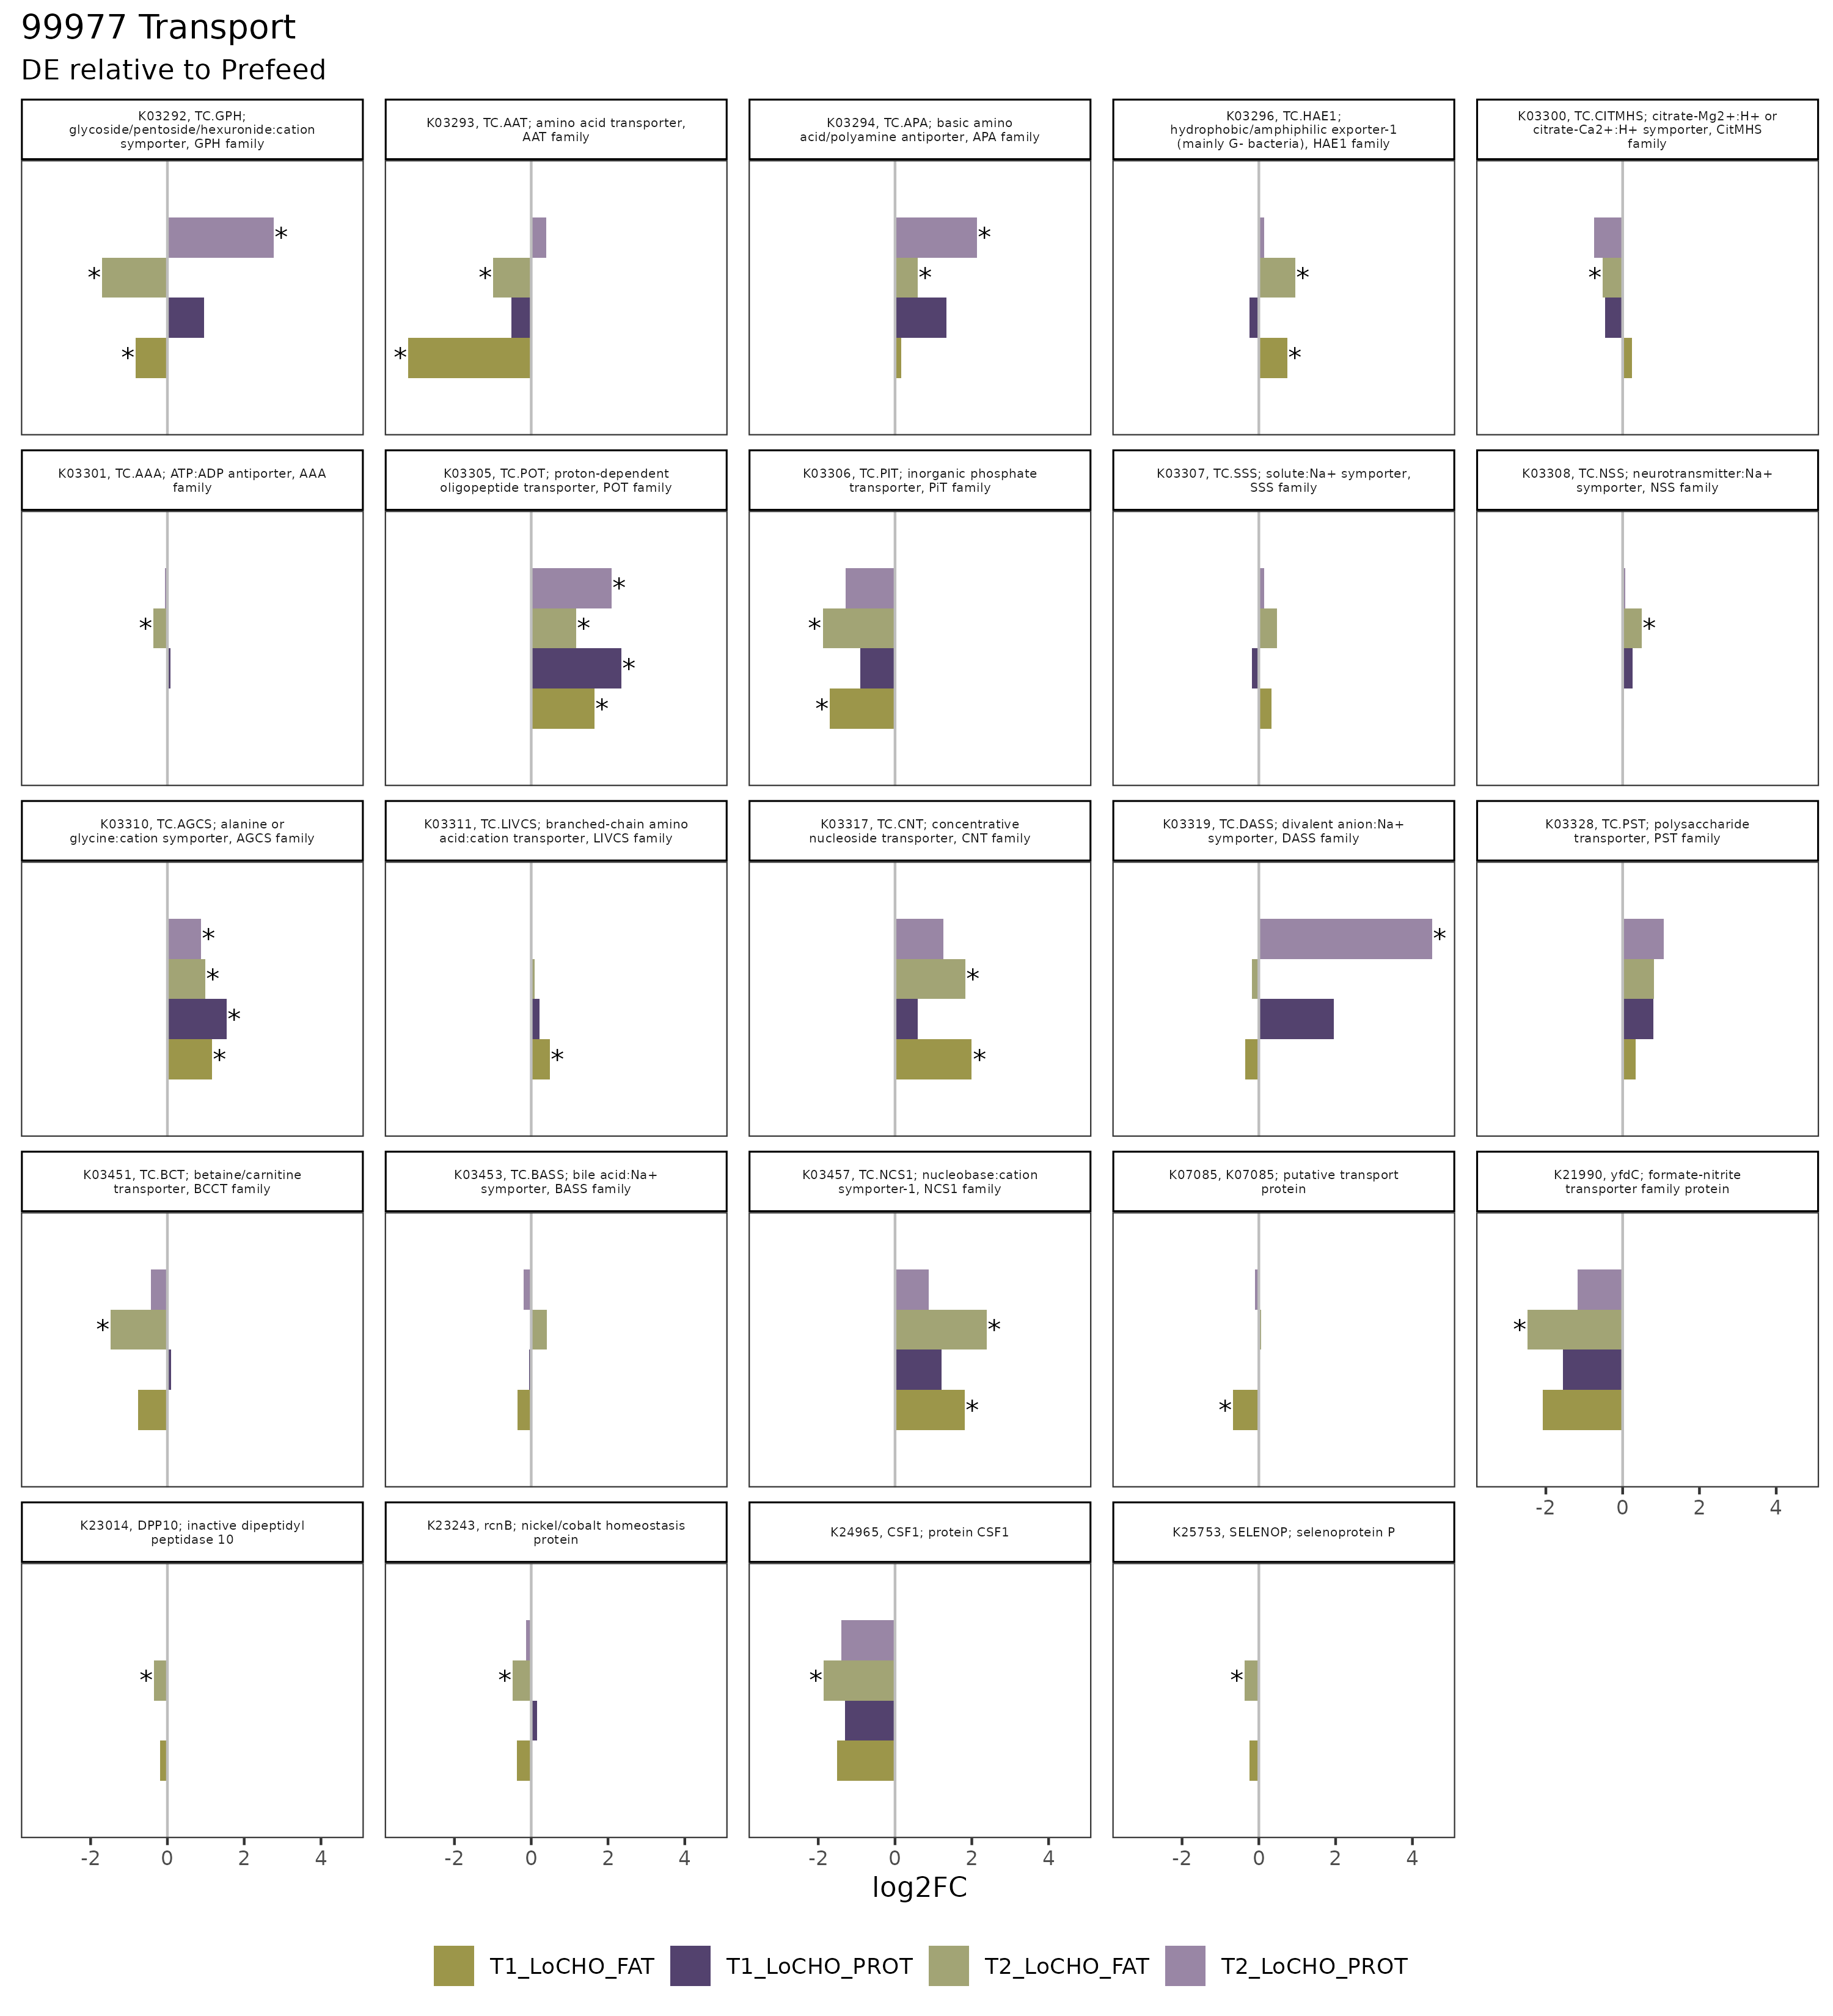 99977 Transport
DE relative to Prefeed
K03292, TC.GPH;
glycoside/pentoside/hexuronide:cation
symporter, GPH family
K03293, TC.AAT; amino acid transporter,
AAT family
K03294, TC.APA; basic amino
acid/polyamine antiporter, APA family
K03296, TC.HAE1;
hydrophobic/amphiphilic exporter-1
(mainly G- bacteria), HAE1 family
K03300, TC.CITMHS; citrate-Mg2+:H+ or
citrate-Ca2+:H+ symporter, CitMHS
family
* * *
* *
* *
* *
*
K03301, TC.AAA; ATP:ADP antiporter, AAA
family
K03305, TC.POT; proton-dependent
oligopeptide transporter, POT family
K03306, TC.PIT; inorganic phosphate
transporter, PiT family
K03307, TC.SSS; solute:Na+ symporter,
SSS family
K03308, TC.NSS; neurotransmitter:Na+
symporter, NSS family
*
* * * *
* *
*
K03310, TC.AGCS; alanine or
glycine:cation symporter, AGCS family
K03311, TC.LIVCS; branched-chain amino
acid:cation transporter, LIVCS family
K03317, TC.CNT; concentrative
nucleoside transporter, CNT family
K03319, TC.DASS; divalent anion:Na+
symporter, DASS family
K03328, TC.PST; polysaccharide
transporter, PST family
* * * *
*
* *
*
K03451, TC.BCT; betaine/carnitine
transporter, BCCT family
K03453, TC.BASS; bile acid:Na+
symporter, BASS family
K03457, TC.NCS1; nucleobase:cation
symporter-1, NCS1 family
K07085, K07085; putative transport
protein
K21990, yfdC; formate-nitrite
transporter family protein
*
* *
*
*
-2 0 2 4
K23014, DPP10; inactive dipeptidyl
peptidase 10
K23243, rcnB; nickel/cobalt homeostasis
protein
K24965, CSF1; protein CSF1
K25753, SELENOP; selenoprotein P
*
*
*
*
-2 0 2 4
-2 0 2 4
-2 0 2 4
-2 0 2 4
log2FC
T1_LoCHO_FAT T1_LoCHO_PROT T2_LoCHO_FAT T2_LoCHO_PROT